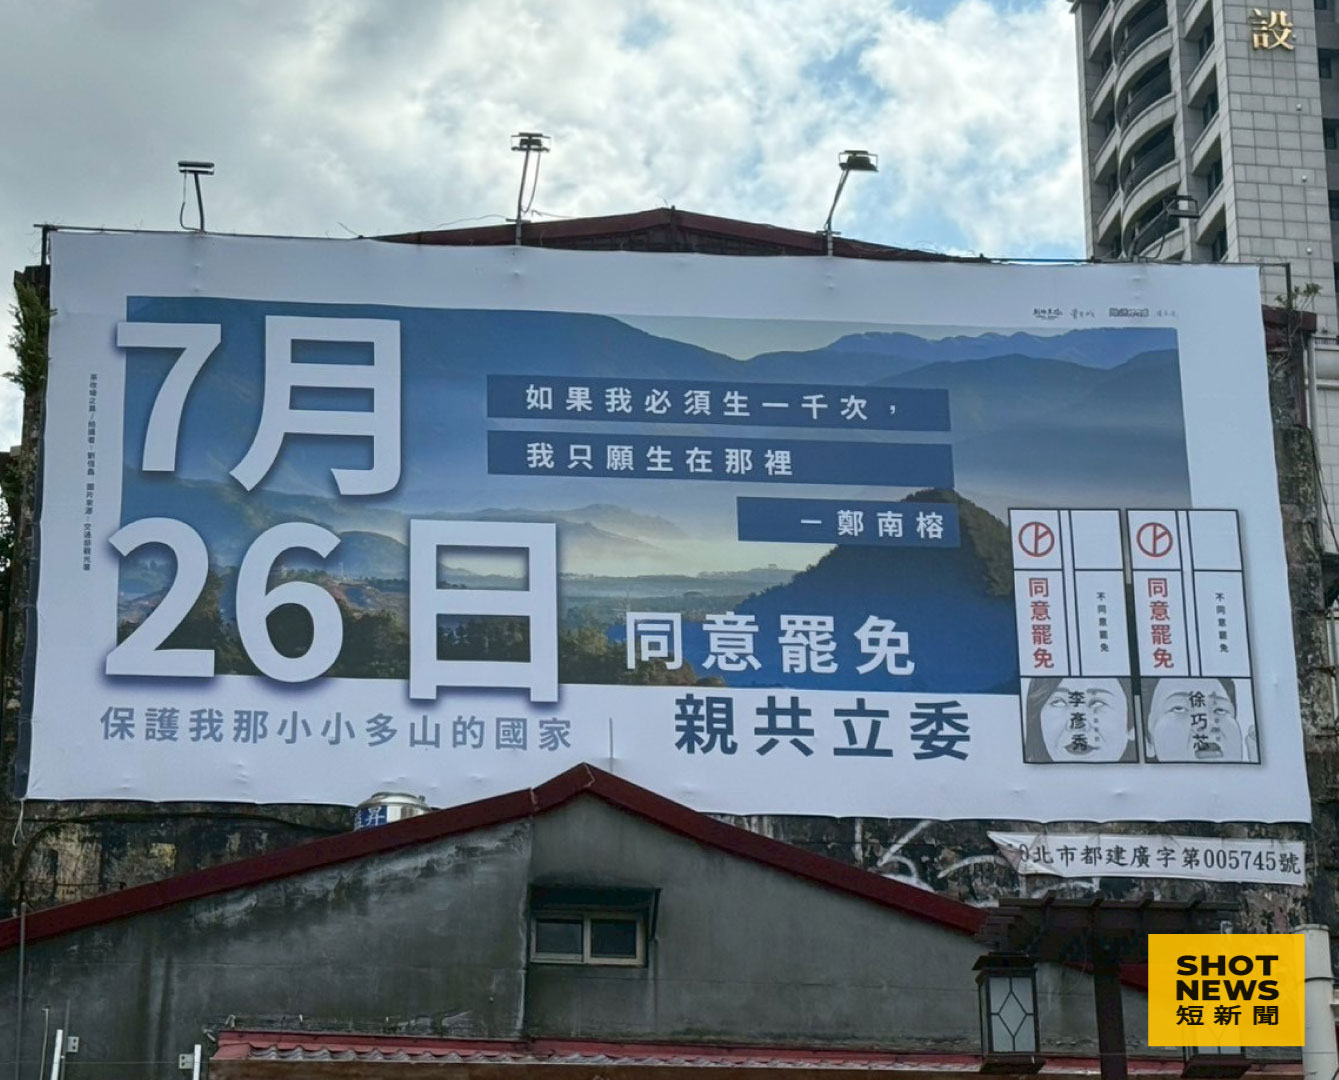 設
7月
26日
如果我必須生一千次，
我只願生在那裡
—鄭南榕
同意罷免
親共立委
保護我那小小多山的國家
同意罷免
不同意罷免
李彥秀
同意罷免
不同意罷免
徐巧芯
昇
北市都建廣字第005745號
SHOT
NEWS
短新聞